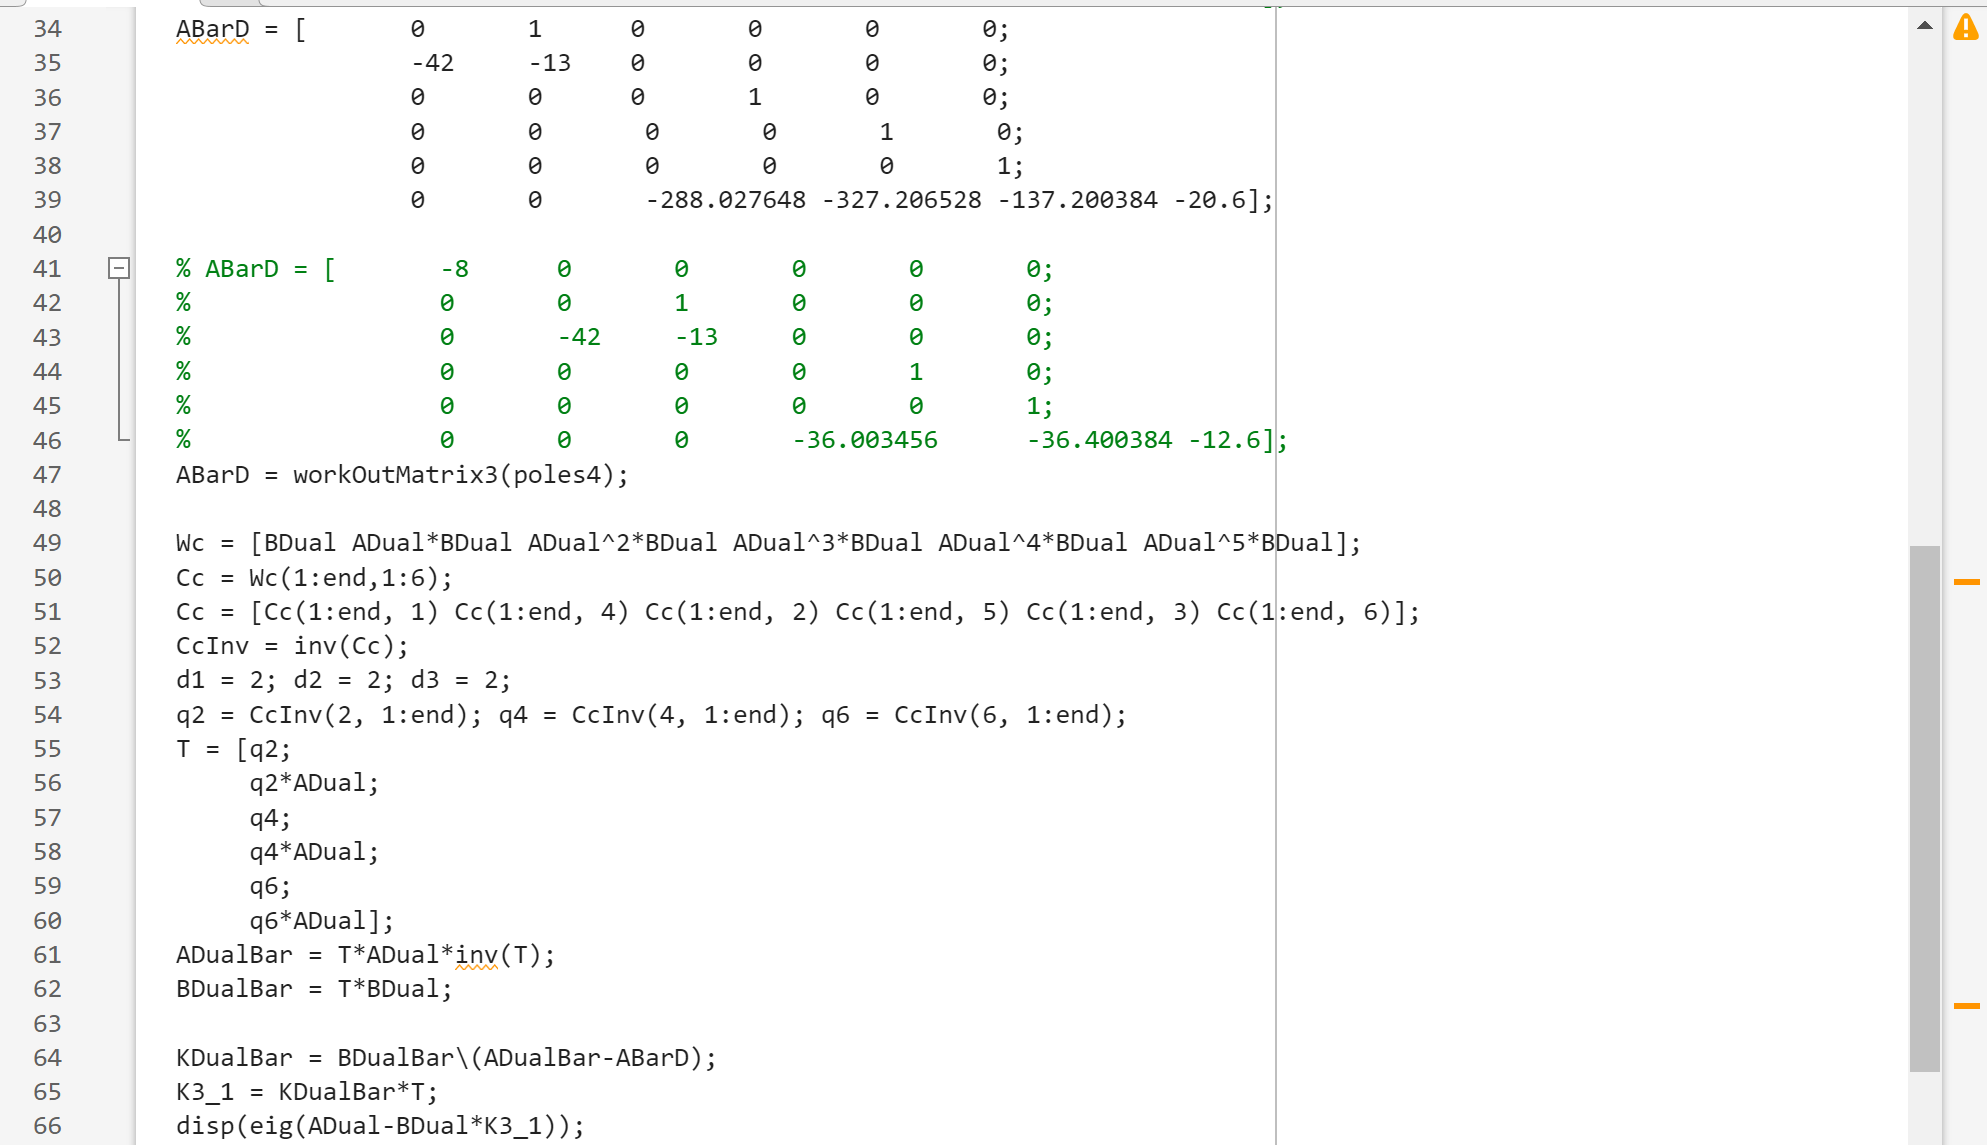 34 ABarD = [ 0 1 0 0 0 0;
35 -42 -13 0 0 0 0;
36 0 0 0 1 0 0;
37 0 0 0 0 1 0;
38 0 0 0 0 0 1;
39 0 0 -288.027648 -327.206528 -137.200384 -20.6];
40
41 % ABarD = [ -8 0 0 0 0 0;
42 % 0 0 1 0 0 0;
43 % 0 -42 -13 0 0 0;
44 % 0 0 0 0 1 0;
45 % 0 0 0 0 0 1;
46 % 0 0 0 -36.003456 -36.400384 -12.6];
47 ABarD = workOutMatrix3(poles4);
48
49 Wc = [BDual ADual*BDual ADual^2*BDual ADual^3*BDual ADual^4*BDual ADual^5*BDual];
50 Cc = Wc(1:end,1:6);
51 Cc = [Cc(1:end, 1) Cc(1:end, 4) Cc(1:end, 2) Cc(1:end, 5) Cc(1:end, 3) Cc(1:end, 6)];
52 CcInv = inv(Cc);
53 d1 = 2; d2 = 2; d3 = 2;
54 q2 = CcInv(2, 1:end); q4 = CcInv(4, 1:end); q6 = CcInv(6, 1:end);
55 T = [q2;
56 q2*ADual;
57 q4;
58 q4*ADual;
59 q6;
60 q6*ADual];
61 ADualBar = T*ADual*inv(T);
62 BDualBar = T*BDual;
63
64 KDualBar = BDualBar\(ADualBar-ABarD);
65 K3_1 = KDualBar*T;
66 disp(eig(ADual-BDual*K3_1));